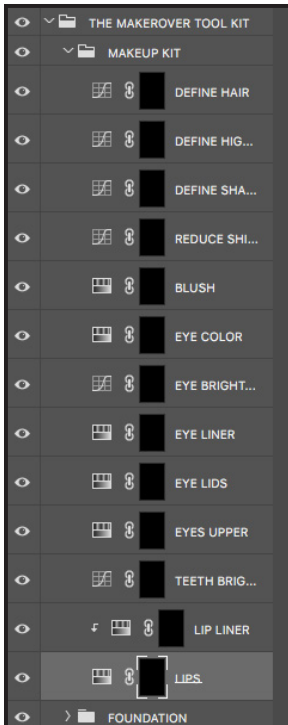 THE MAKEROVER TOOL KIT
MAKEUP KIT
DEFINE HAIR
DEFINE HIG...
DEFINE SHA...
REDUCE SHI...
BLUSH
EYE COLOR
EYE BRIGHT...
EYE LINER
EYE LIDS
EYES UPPER
TEETH BRIG...
LIP LINER
LIPS
FOUNDATION